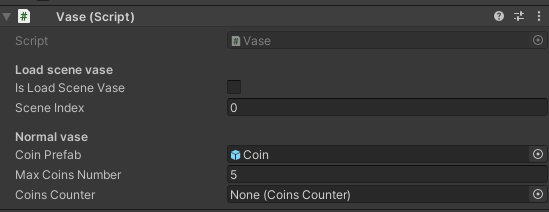 # Vase (Script)
Script # Vase
Load scene vase
Is Load Scene Vase
Scene Index 0
Normal vase
Coin Prefab Coin
Max Coins Number 5
Coins Counter None (Coins Counter)